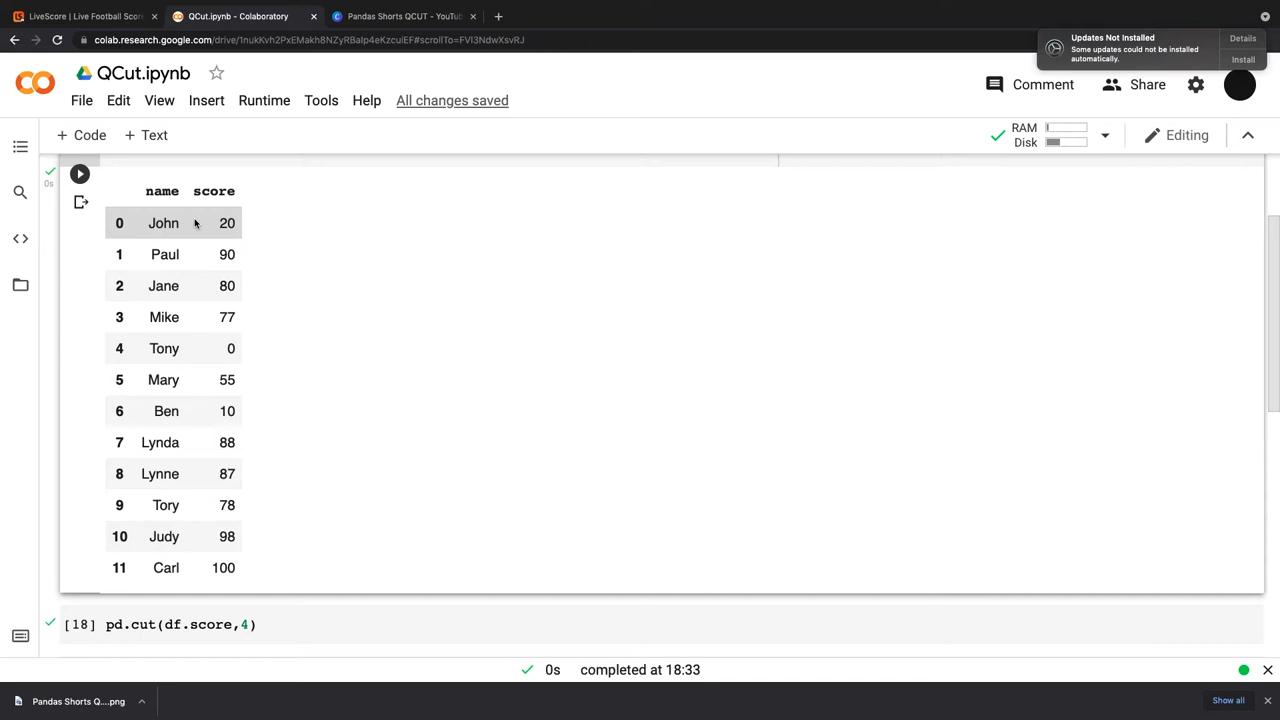 LiveScore | Live Football Scor
QCut.ipynb - Colaboratory
Pandas Shorts QCUT - YouTub
colab.research.google.com/drive/1nukKvh2PxEMakh8NZyRBaIp4eKzcuiEF#scrollTo=FVI3NdwXsvRJ
Updates Not Installed
Some updates could not be installed
automatically.
Details
Install
QCut.ipynb
File Edit View Insert Runtime Tools Help All changes saved
Comment
Share
+ Code + Text
RAM
Disk
Editing
0s
name score
0 John 20
1 Paul 90
2 Jane 80
3 Mike 77
4 Tony 0
5 Mary 55
6 Ben 10
7 Lynda 88
8 Lynne 87
9 Tory 78
10 Judy 98
11 Carl 100
[18] pd.cut(df.score,4)
0s completed at 18:33
Pandas Shorts Q....png
Show all